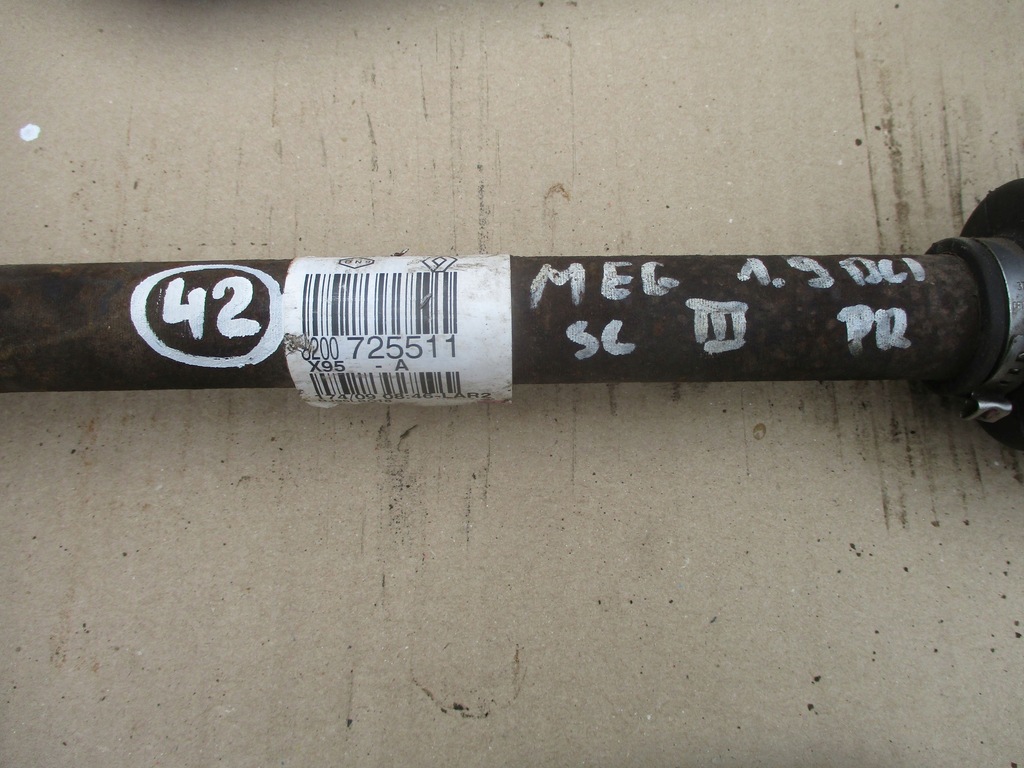 42
8200 725511
X95 - A
MEG 1.9 DCI
SC III PR